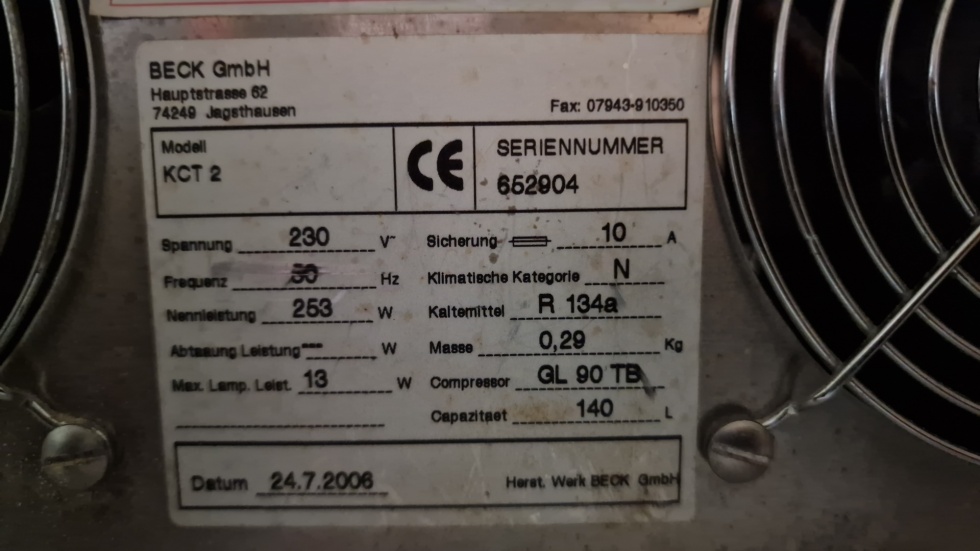 BECK GmbH
Hauptstrasse 62
74249 Jagsthausen
Fax: 07943-910350
Modell
KCT 2
CE
SERIENNUMMER
652904
Spannung 230 V~
Sicherung 10 A
Frequenz 50 Hz
Klimatische Kategorie N
Nennleistung 253 W
Kaltemittel R 134a
Abtauung Leistung --- W
Masse 0,29 Kg
Max. Lamp. Leist. 13 W
Compressor GL 90 TB
Capazitaet 140 L
Datum 24.7.2006
Herst. Werk BECK GmbH